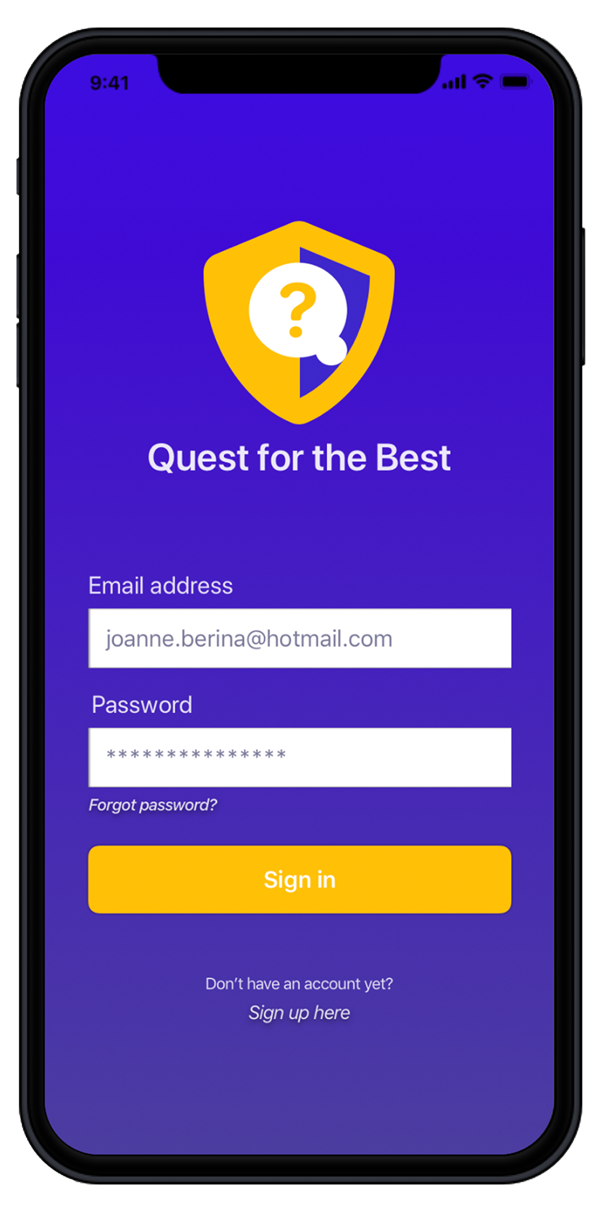 9:41
?
Quest for the Best
Email address
joanne.berina@hotmail.com
Password
***************
Forgot password?
Sign in
Don’t have an account yet?
Sign up here